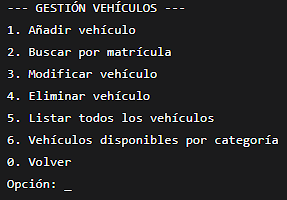 --- GESTIÓN VEHÍCULOS ---
1. Añadir vehículo
2. Buscar por matrícula
3. Modificar vehículo
4. Eliminar vehículo
5. Listar todos los vehículos
6. Vehículos disponibles por categoría
0. Volver
Opción: _